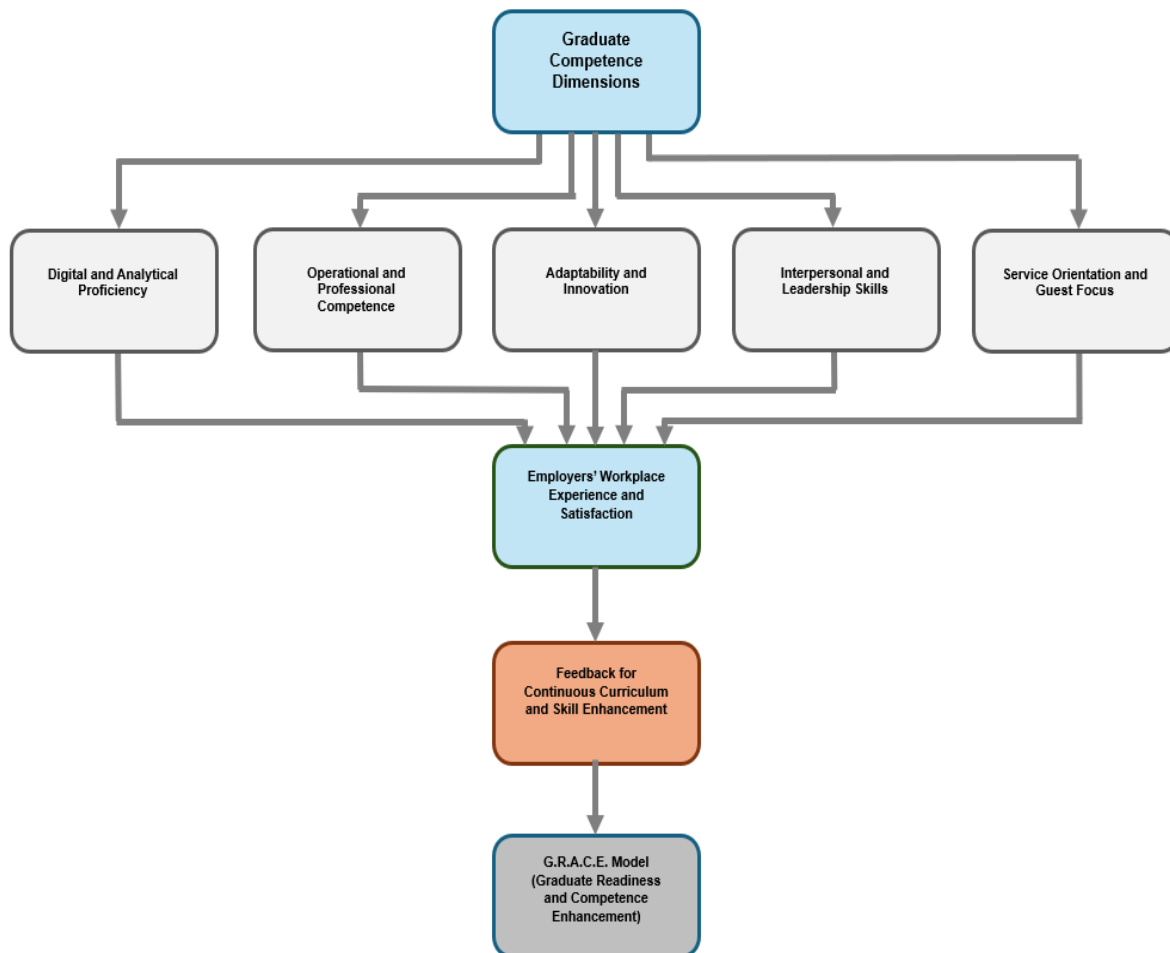 Graduate
Competence
Dimensions
Digital and Analytical
Proficiency
Operational and
Professional
Competence
Adaptability and
Innovation
Interpersonal and
Leadership Skills
Service Orientation and
Guest Focus
Employers’ Workplace
Experience and
Satisfaction
Feedback for
Continuous Curriculum
and Skill Enhancement
G.R.A.C.E. Model
(Graduate Readiness
and Competence
Enhancement)